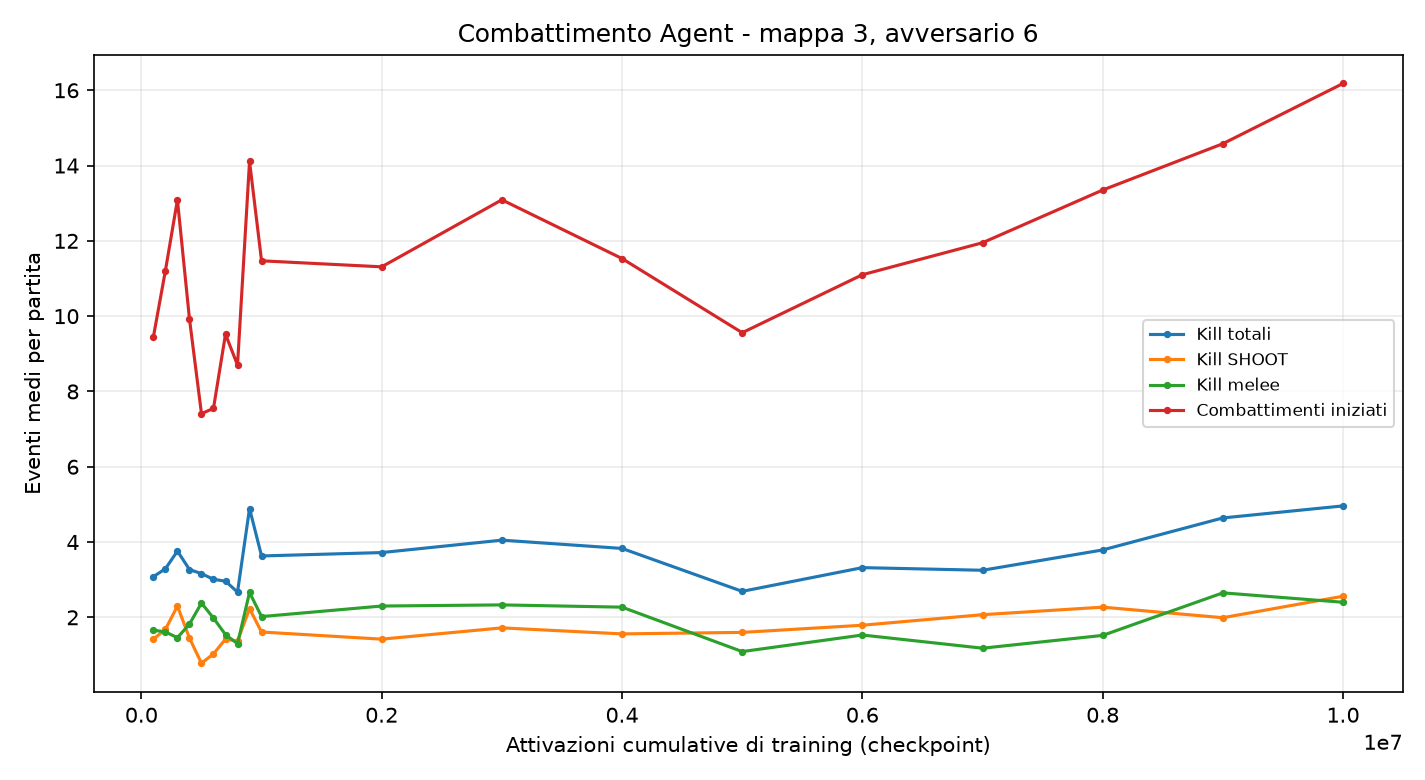 Combattimento Agent - mappa 3, avversario 6
Eventi medi per partita
16
14
12
10
8
6
4
2
Kill totali
Kill SHOOT
Kill melee
Combattimenti iniziati
0.0 0.2 0.4 0.6 0.8 1.0
1e7
Attivazioni cumulative di training (checkpoint)